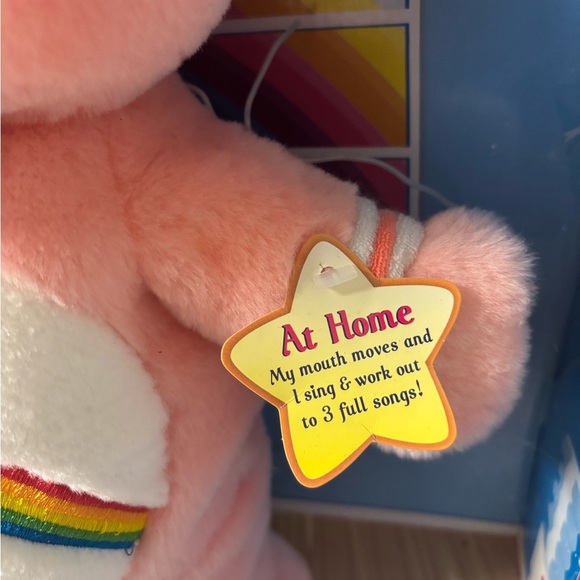 At Home
My mouth moves and
I sing & work out
to 3 full songs!